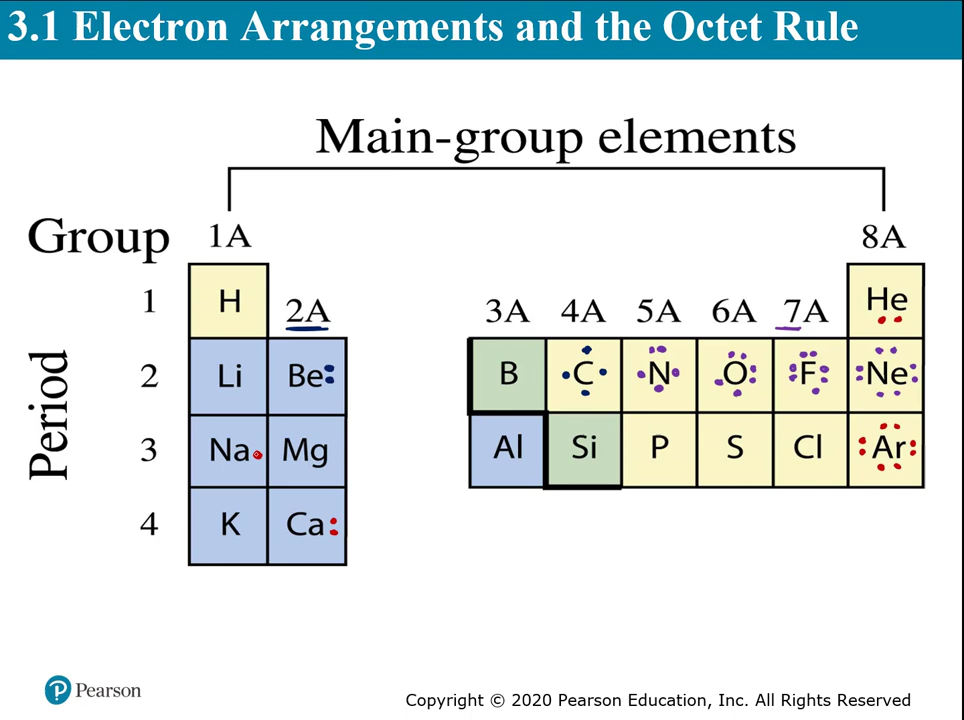 3.1 Electron Arrangements and the Octet Rule
Main-group elements
Group 1A 8A
1 H He
2A 3A 4A 5A 6A 7A
Period
2 Li Be B C N O F Ne
3 Na Mg Al Si P S Cl Ar
4 K Ca
P Pearson
Copyright © 2020 Pearson Education, Inc. All Rights Reserved